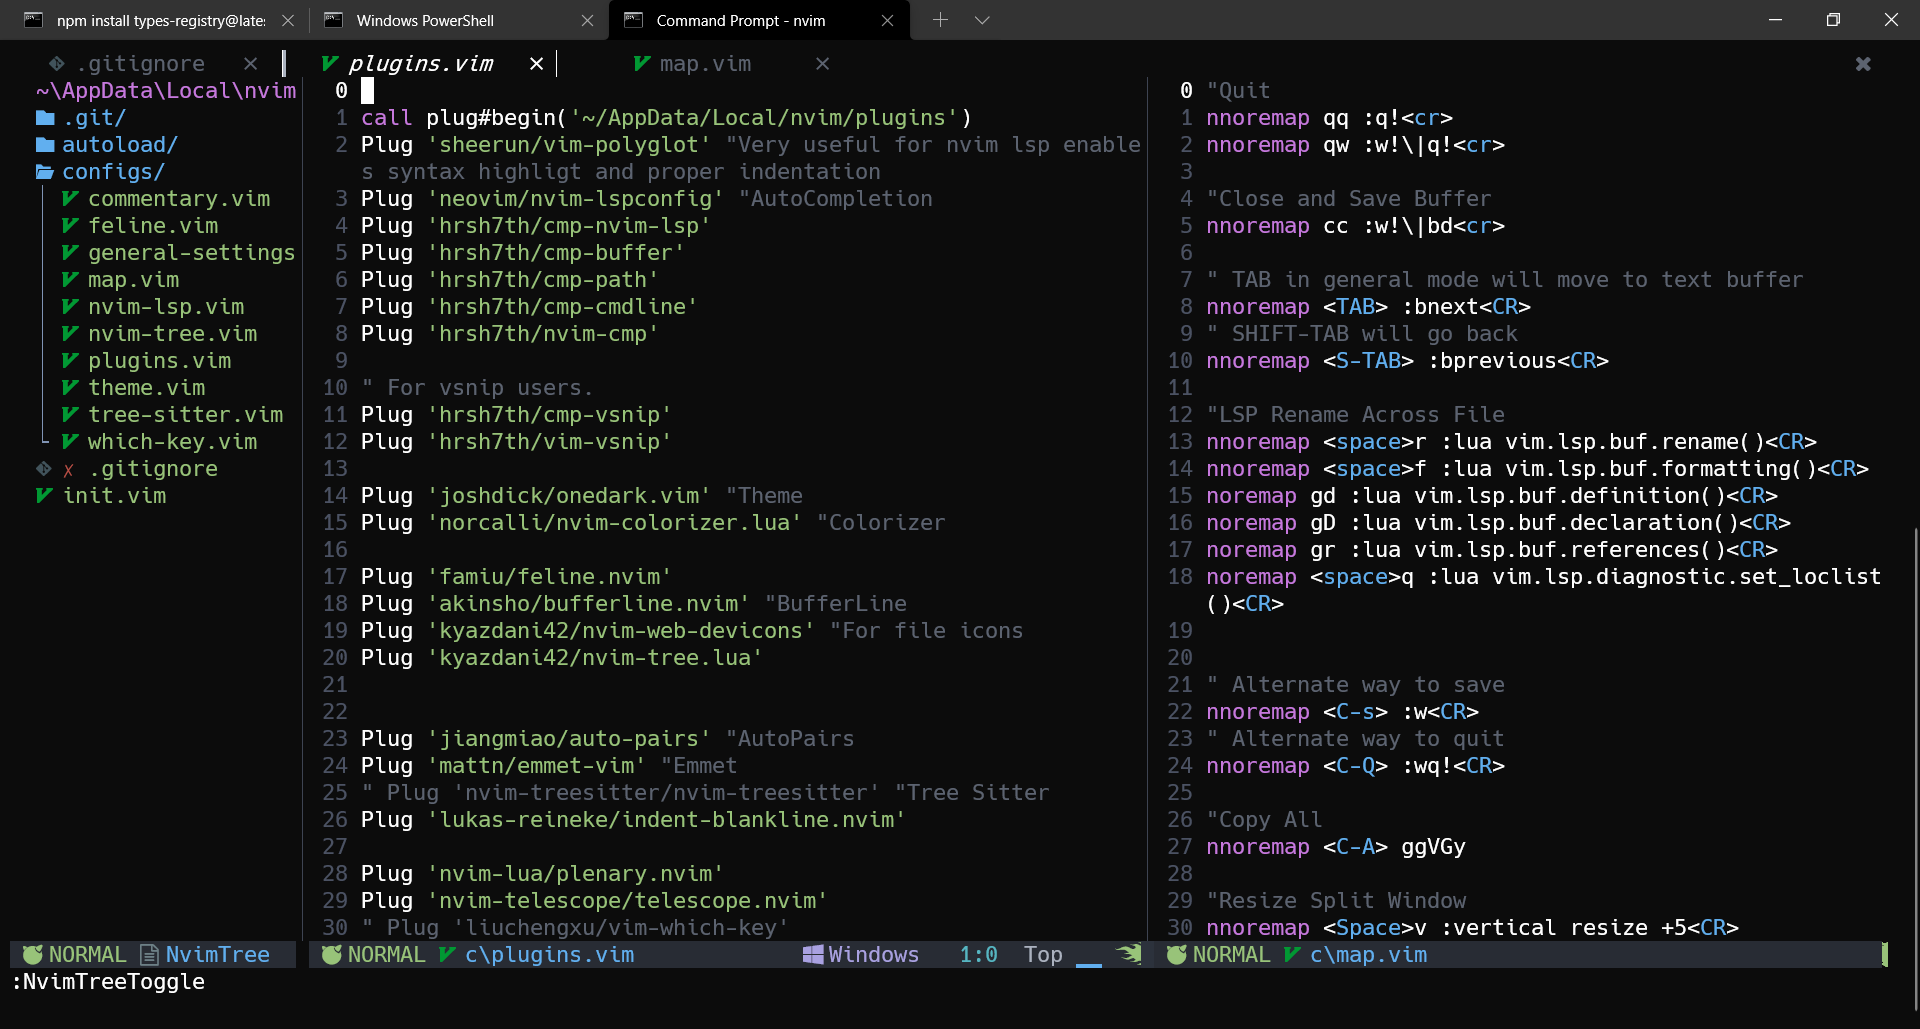 npm install types-registry@late:
Windows PowerShell
Command Prompt - nvim
.gitignore
plugins.vim
map.vim
~\AppData\Local\nvim
.git/
autoload/
configs/
commentary.vim
feline.vim
general-settings
map.vim
nvim-lsp.vim
nvim-tree.vim
plugins.vim
theme.vim
tree-sitter.vim
which-key.vim
✗ .gitignore
init.vim
0
1 call plug#begin('~/AppData/Local/nvim/plugins')
2 Plug 'sheerun/vim-polyglot' "Very useful for nvim lsp enable
s syntax highligt and proper indentation
3 Plug 'neovim/nvim-lspconfig' "AutoCompletion
4 Plug 'hrsh7th/cmp-nvim-lsp'
5 Plug 'hrsh7th/cmp-buffer'
6 Plug 'hrsh7th/cmp-path'
7 Plug 'hrsh7th/cmp-cmdline'
8 Plug 'hrsh7th/nvim-cmp'
9
10 " For vsnip users.
11 Plug 'hrsh7th/cmp-vsnip'
12 Plug 'hrsh7th/vim-vsnip'
13
14 Plug 'joshdick/onedark.vim' "Theme
15 Plug 'norcalli/nvim-colorizer.lua' "Colorizer
16
17 Plug 'famiu/feline.nvim'
18 Plug 'akinsho/bufferline.nvim' "BufferLine
19 Plug 'kyazdani42/nvim-web-devicons' "For file icons
20 Plug 'kyazdani42/nvim-tree.lua'
21
22
23 Plug 'jiangmiao/auto-pairs' "AutoPairs
24 Plug 'mattn/emmet-vim' "Emmet
25 " Plug 'nvim-treesitter/nvim-treesitter' "Tree Sitter
26 Plug 'lukas-reineke/indent-blankline.nvim'
27
28 Plug 'nvim-lua/plenary.nvim'
29 Plug 'nvim-telescope/telescope.nvim'
30 " Plug 'liuchengxu/vim-which-key'
0 "Quit
1 nnoremap qq :q!<cr>
2 nnoremap qw :w!\|q!<cr>
3
4 "Close and Save Buffer
5 nnoremap cc :w!\|bd<cr>
6
7 " TAB in general mode will move to text buffer
8 nnoremap <TAB> :bnext<CR>
9 " SHIFT-TAB will go back
10 nnoremap <S-TAB> :bprevious<CR>
11
12 "LSP Rename Across File
13 nnoremap <space>r :lua vim.lsp.buf.rename()<CR>
14 nnoremap <space>f :lua vim.lsp.buf.formatting()<CR>
15 noremap gd :lua vim.lsp.buf.definition()<CR>
16 noremap gD :lua vim.lsp.buf.declaration()<CR>
17 noremap gr :lua vim.lsp.buf.references()<CR>
18 noremap <space>q :lua vim.lsp.diagnostic.set_loclist
()<CR>
19
20
21 " Alternate way to save
22 nnoremap <C-s> :w<CR>
23 " Alternate way to quit
24 nnoremap <C-Q> :wq!<CR>
25
26 "Copy All
27 nnoremap <C-A> ggVGy
28
29 "Resize Split Window
30 nnoremap <Space>v :vertical resize +5<CR>
NORMAL NvimTree
NORMAL c\plugins.vim Windows 1:0 Top
NORMAL c\map.vim
:NvimTreeToggle